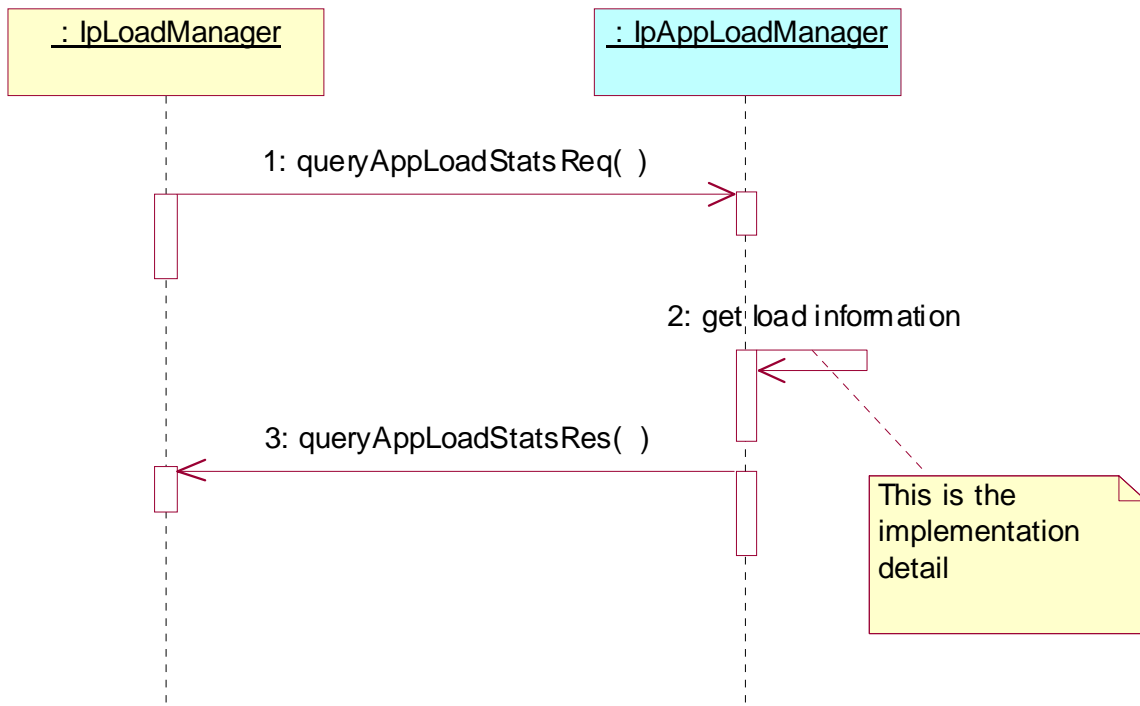 : IpLoadManager
: IpAppLoadManager
1: queryAppLoadStatsReq( )
2: get load information
3: queryAppLoadStatsRes( )
This is the
implementation
detail